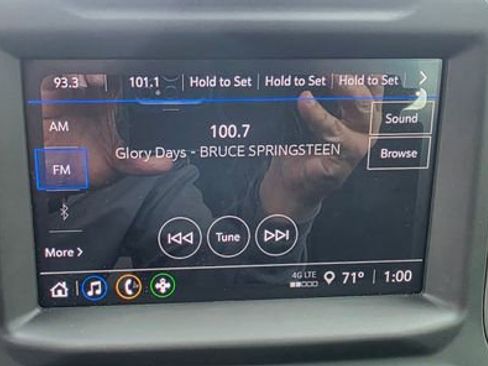 93.3 101.1 Hold to Set Hold to Set Hold to Set
AM
100.7
Sound
Glory Days - BRUCE SPRINGSTEEN
Browse
FM
Tune
More
4G LTE 71° 1:00